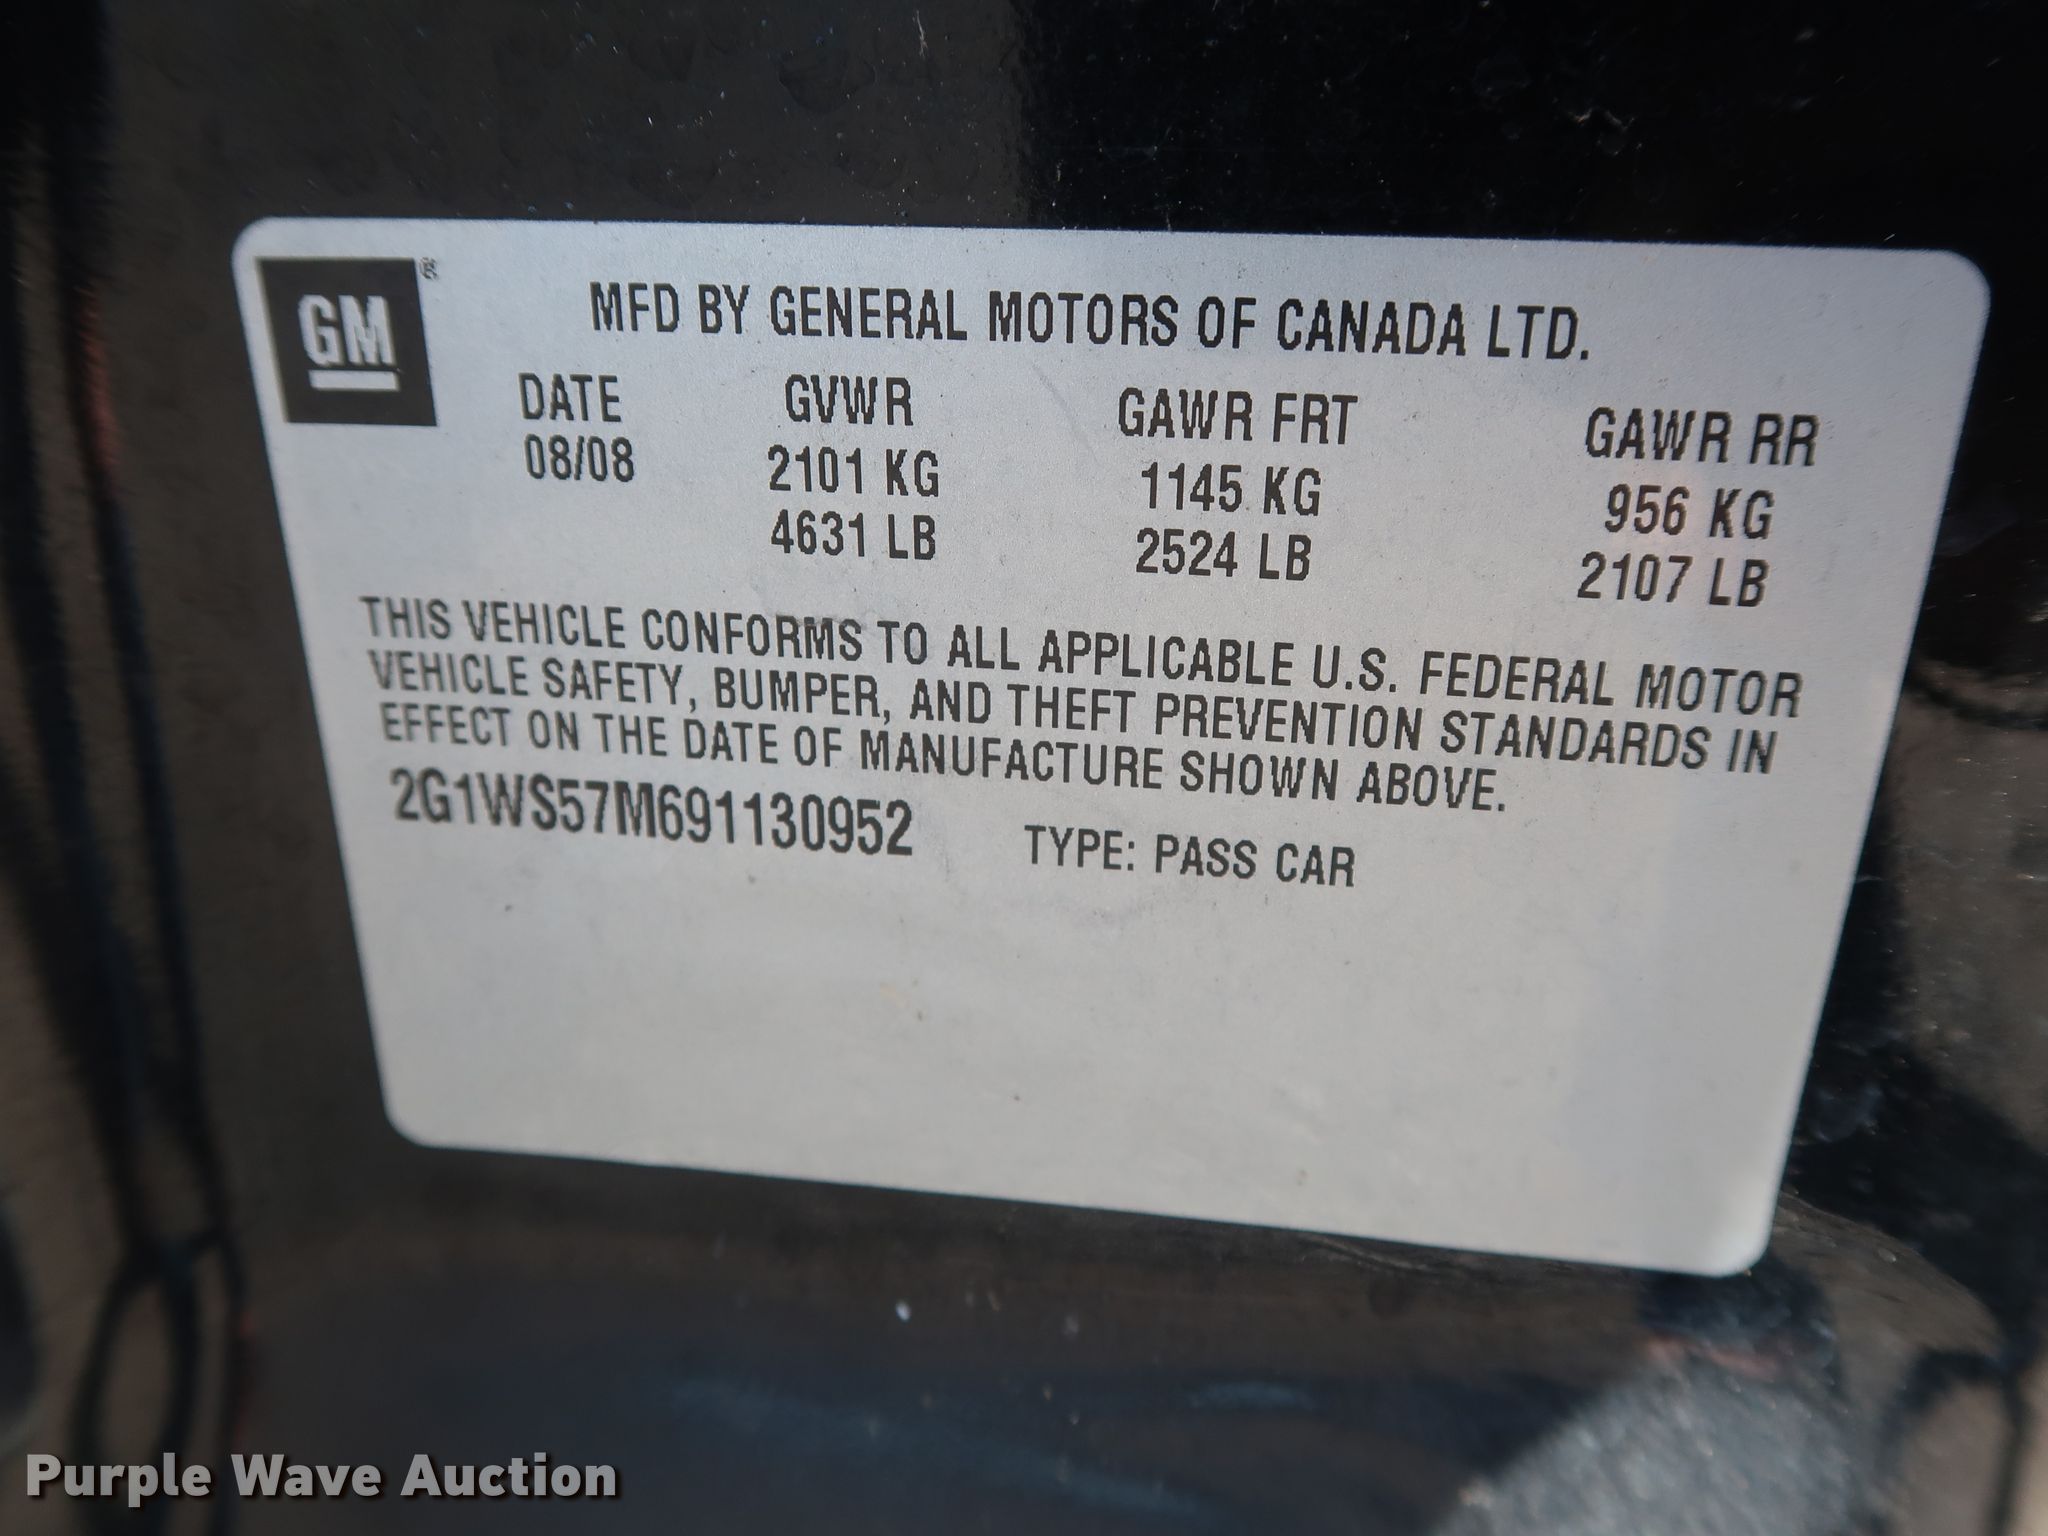 GM®
MFD BY GENERAL MOTORS OF CANADA LTD.
DATE GVWR GAWR FRT GAWR RR
08/08 2101 KG 1145 KG 956 KG
4631 LB 2524 LB 2107 LB
THIS VEHICLE CONFORMS TO ALL APPLICABLE U.S. FEDERAL MOTOR
VEHICLE SAFETY, BUMPER, AND THEFT PREVENTION STANDARDS IN
EFFECT ON THE DATE OF MANUFACTURE SHOWN ABOVE.
2G1WS57M691130952 TYPE: PASS CAR
Purple Wave Auction